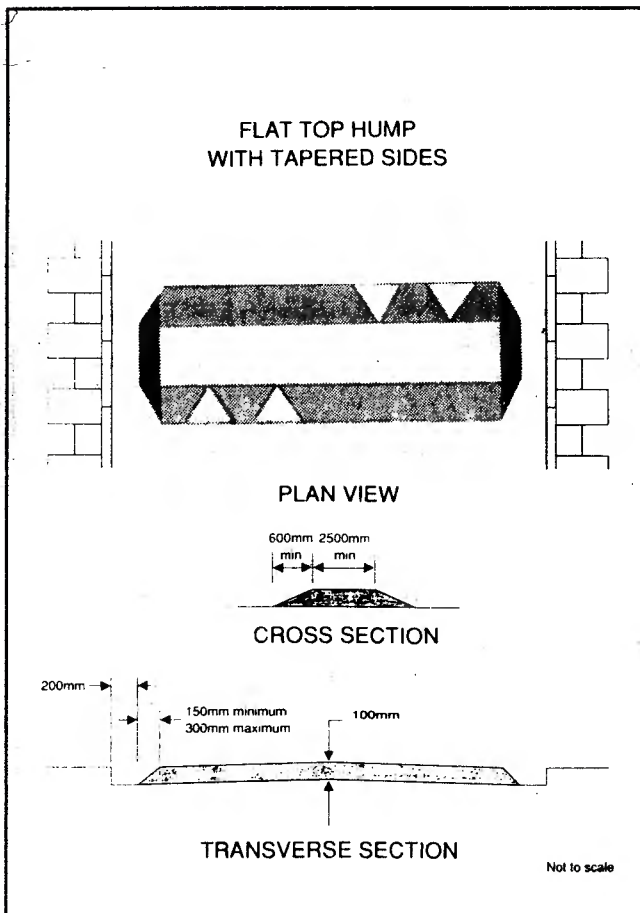 FLAT TOP HUMP
WITH TAPERED SIDES
PLAN VIEW
600mm 2500mm
min min
CROSS SECTION
200mm
150mm minimum
300mm maximum
100mm
TRANSVERSE SECTION
Not to scale